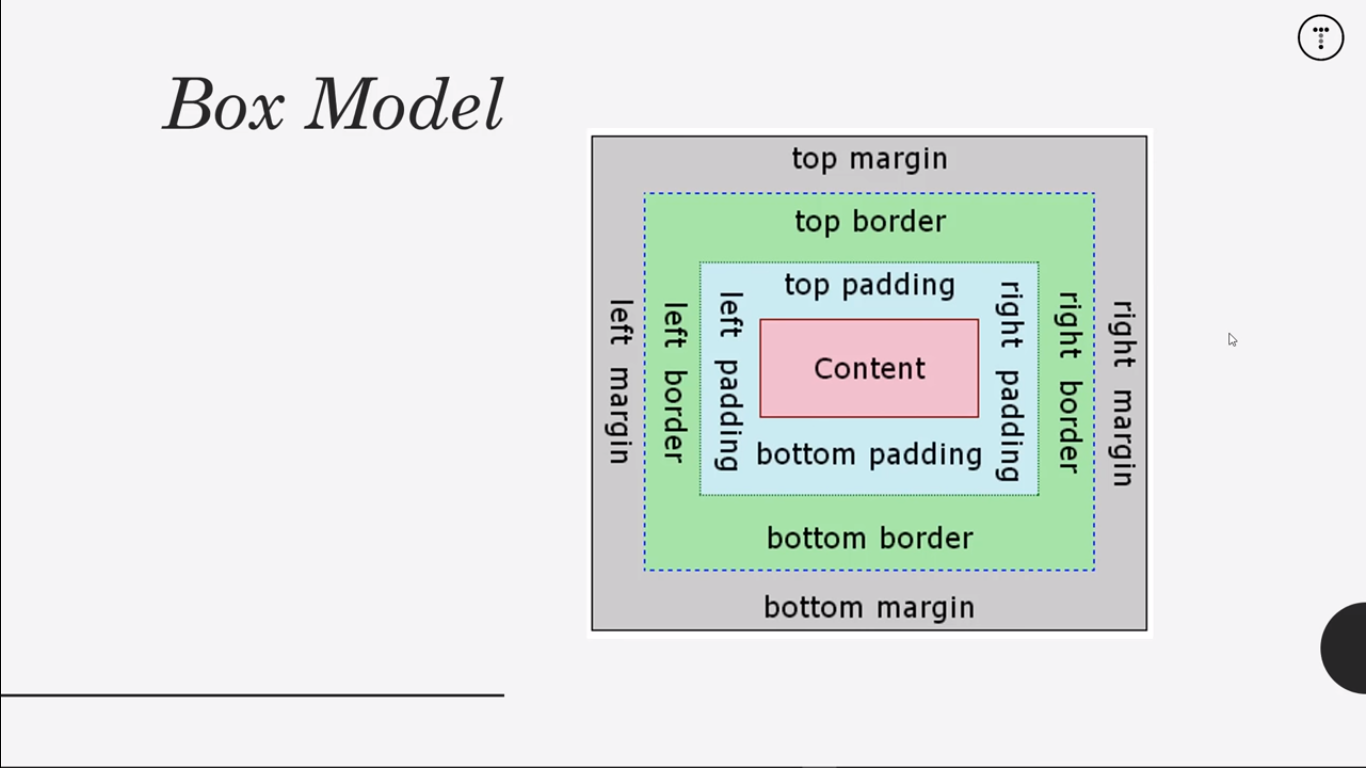 Box Model
top margin
top border
top padding
left margin
left border
left padding
Content
right padding
right border
right margin
bottom padding
bottom border
bottom margin